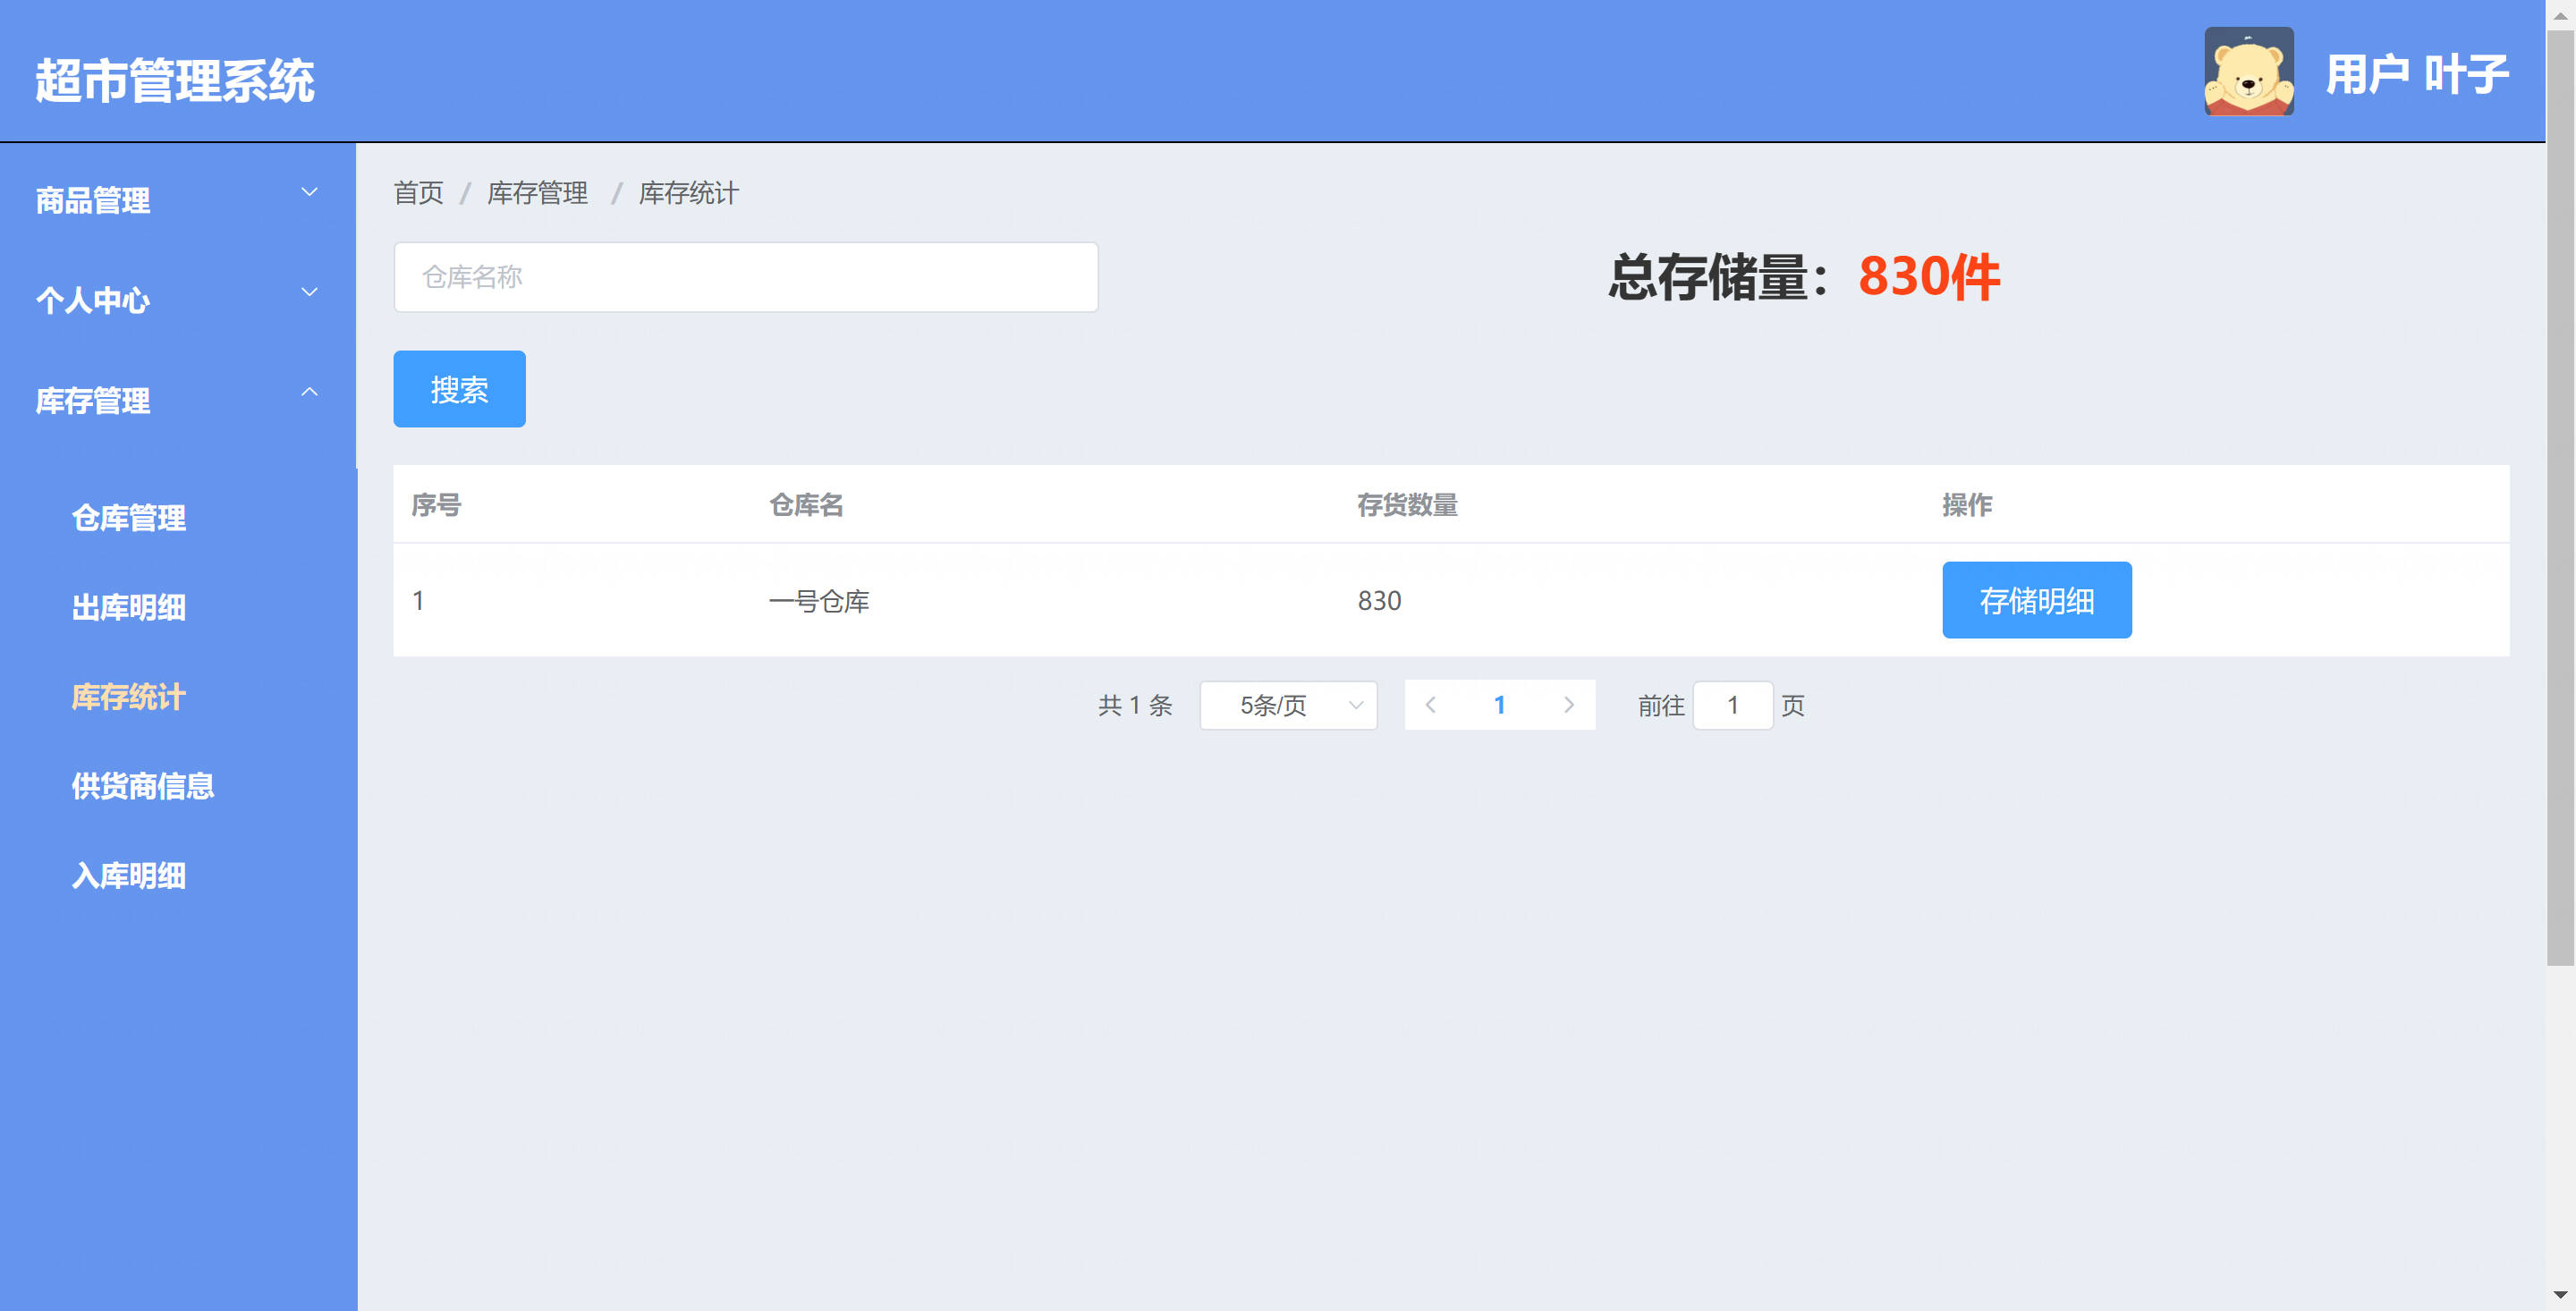 超市管理系统
用户 叶子
商品管理
个人中心
库存管理
仓库管理
出库明细
库存统计
供货商信息
入库明细
首页 / 库存管理 / 库存统计
仓库名称
总存储量：830件
搜索
序号 仓库名 存货数量 操作
1 一号仓库 830 存储明细
共 1 条 5条/页 1 前往 1 页